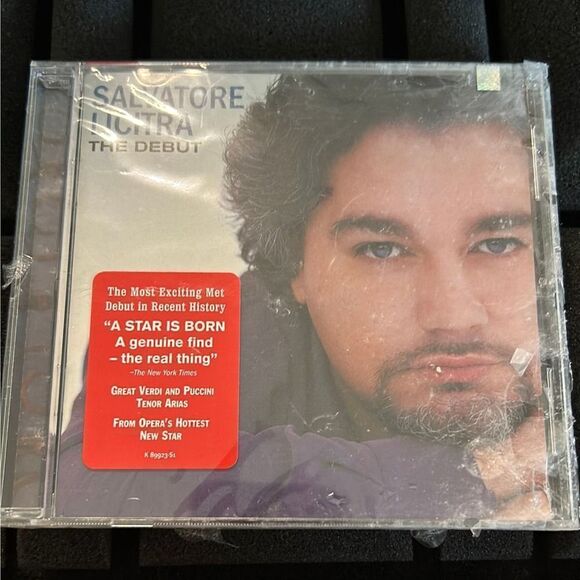 SALVATORE
LICITRA
THE DEBUT
The Most Exciting Met
Debut in Recent History
“A STAR IS BORN
A genuine find
– the real thing”
–The New York Times
GREAT VERDI AND PUCCINI
TENOR ARIAS
FROM OPERA'S HOTTEST
NEW STAR
K 89923-S1